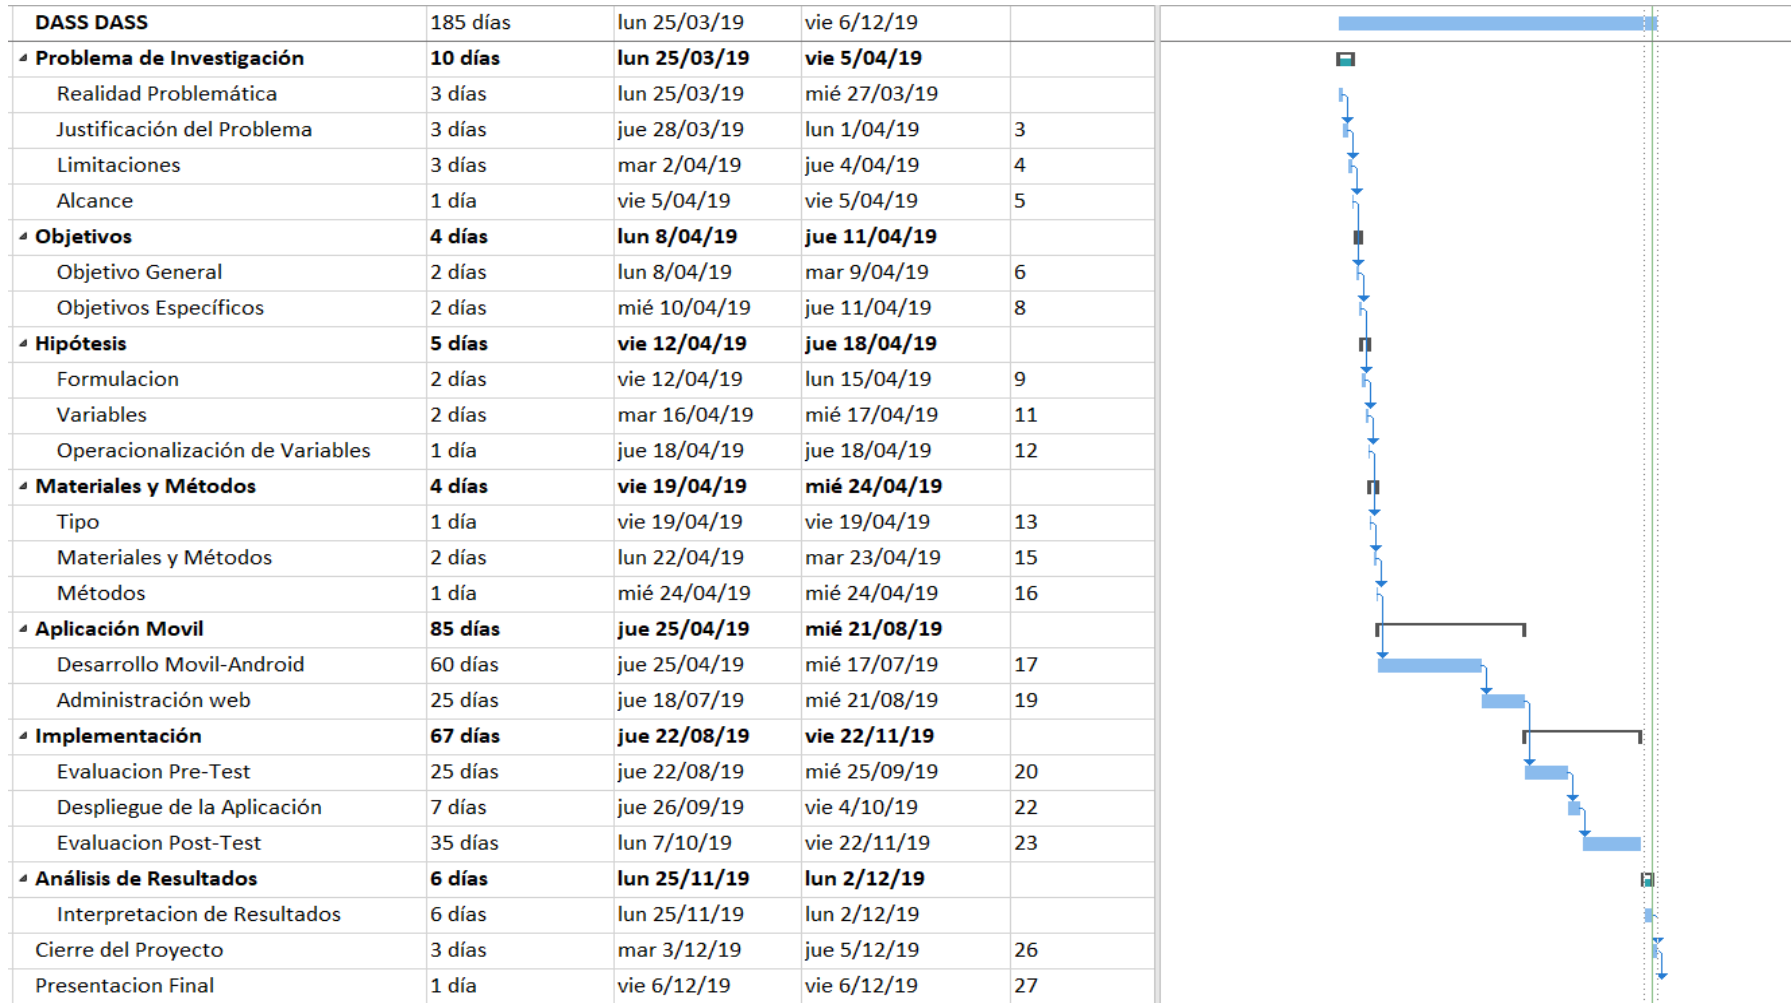 DASS DASS 185 días lun 25/03/19 vie 6/12/19
Problema de Investigación 10 días lun 25/03/19 vie 5/04/19
Realidad Problemática 3 días lun 25/03/19 mié 27/03/19
Justificación del Problema 3 días jue 28/03/19 lun 1/04/19 3
Limitaciones 3 días mar 2/04/19 jue 4/04/19 4
Alcance 1 día vie 5/04/19 vie 5/04/19 5
Objetivos 4 días lun 8/04/19 jue 11/04/19
Objetivo General 2 días lun 8/04/19 mar 9/04/19 6
Objetivos Específicos 2 días mié 10/04/19 jue 11/04/19 8
Hipótesis 5 días vie 12/04/19 jue 18/04/19
Formulacion 2 días vie 12/04/19 lun 15/04/19 9
Variables 2 días mar 16/04/19 mié 17/04/19 11
Operacionalización de Variables 1 día jue 18/04/19 jue 18/04/19 12
Materiales y Métodos 4 días vie 19/04/19 mié 24/04/19
Tipo 1 día vie 19/04/19 vie 19/04/19 13
Materiales y Métodos 2 días lun 22/04/19 mar 23/04/19 15
Métodos 1 día mié 24/04/19 mié 24/04/19 16
Aplicación Movil 85 días jue 25/04/19 mié 21/08/19
Desarrollo Movil-Android 60 días jue 25/04/19 mié 17/07/19 17
Administración web 25 días jue 18/07/19 mié 21/08/19 19
Implementación 67 días jue 22/08/19 vie 22/11/19
Evaluacion Pre-Test 25 días jue 22/08/19 mié 25/09/19 20
Despliegue de la Aplicación 7 días jue 26/09/19 vie 4/10/19 22
Evaluacion Post-Test 35 días lun 7/10/19 vie 22/11/19 23
Análisis de Resultados 6 días lun 25/11/19 lun 2/12/19
Interpretacion de Resultados 6 días lun 25/11/19 lun 2/12/19
Cierre del Proyecto 3 días mar 3/12/19 jue 5/12/19 26
Presentacion Final 1 día vie 6/12/19 vie 6/12/19 27